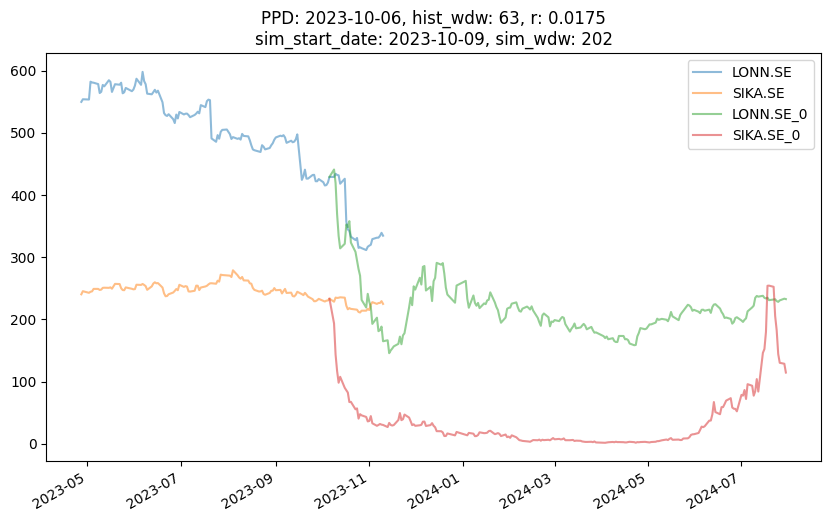 PPD: 2023-10-06, hist_wdw: 63, r: 0.0175
sim_start_date: 2023-10-09, sim_wdw: 202
LONN.SE
SIKA.SE
LONN.SE_0
SIKA.SE_0
600
500
400
300
200
100
0
2023-05
2023-07
2023-09
2023-11
2024-01
2024-03
2024-05
2024-07